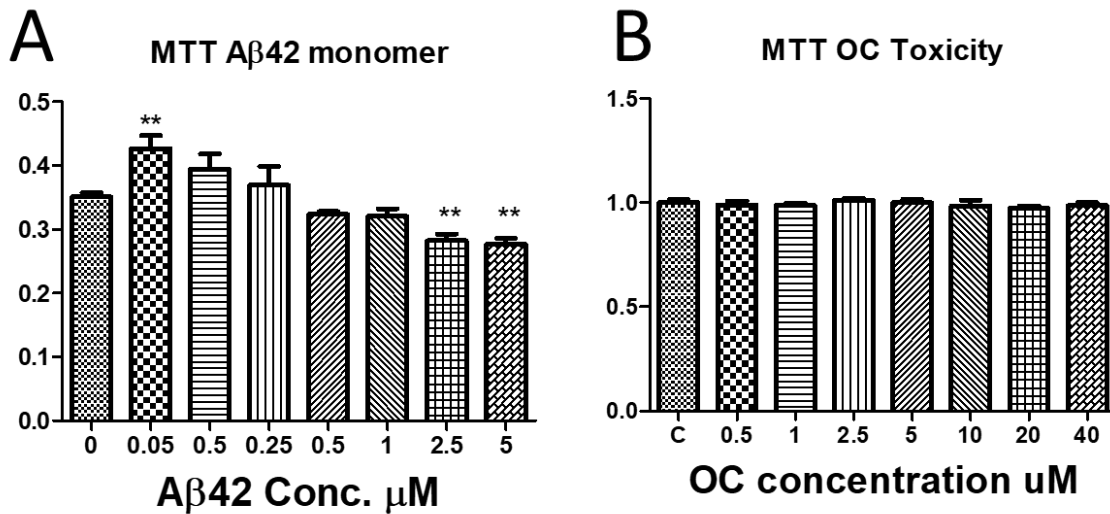 A
MTT Aβ42 monomer
0.5
0.4
0.3
0.2
0.1
0.0
**
**
**
0 0.05 0.5 0.25 0.5 1 2.5 5
Aβ42 Conc. μM
B
MTT OC Toxicity
1.5
1.0
0.5
0.0
C 0.5 1 2.5 5 10 20 40
OC concentration uM